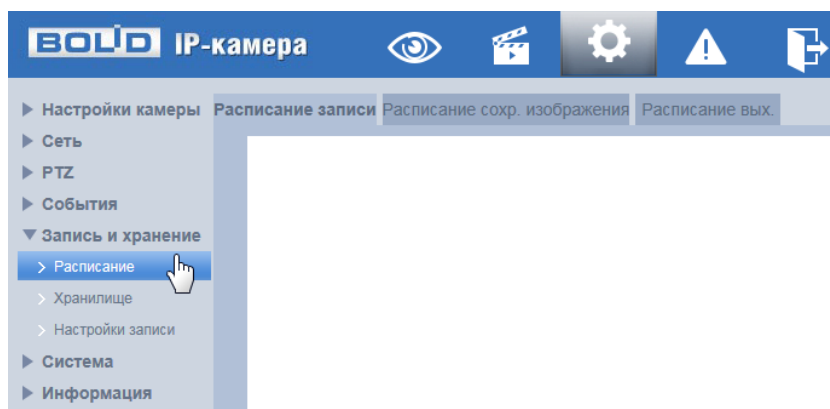 BOLID IP-камера
Настройки камеры
Сеть
PTZ
События
Запись и хранение
Расписание
Хранилище
Настройки записи
Система
Информация
Расписание записи Расписание сохр. изображения Расписание вых.